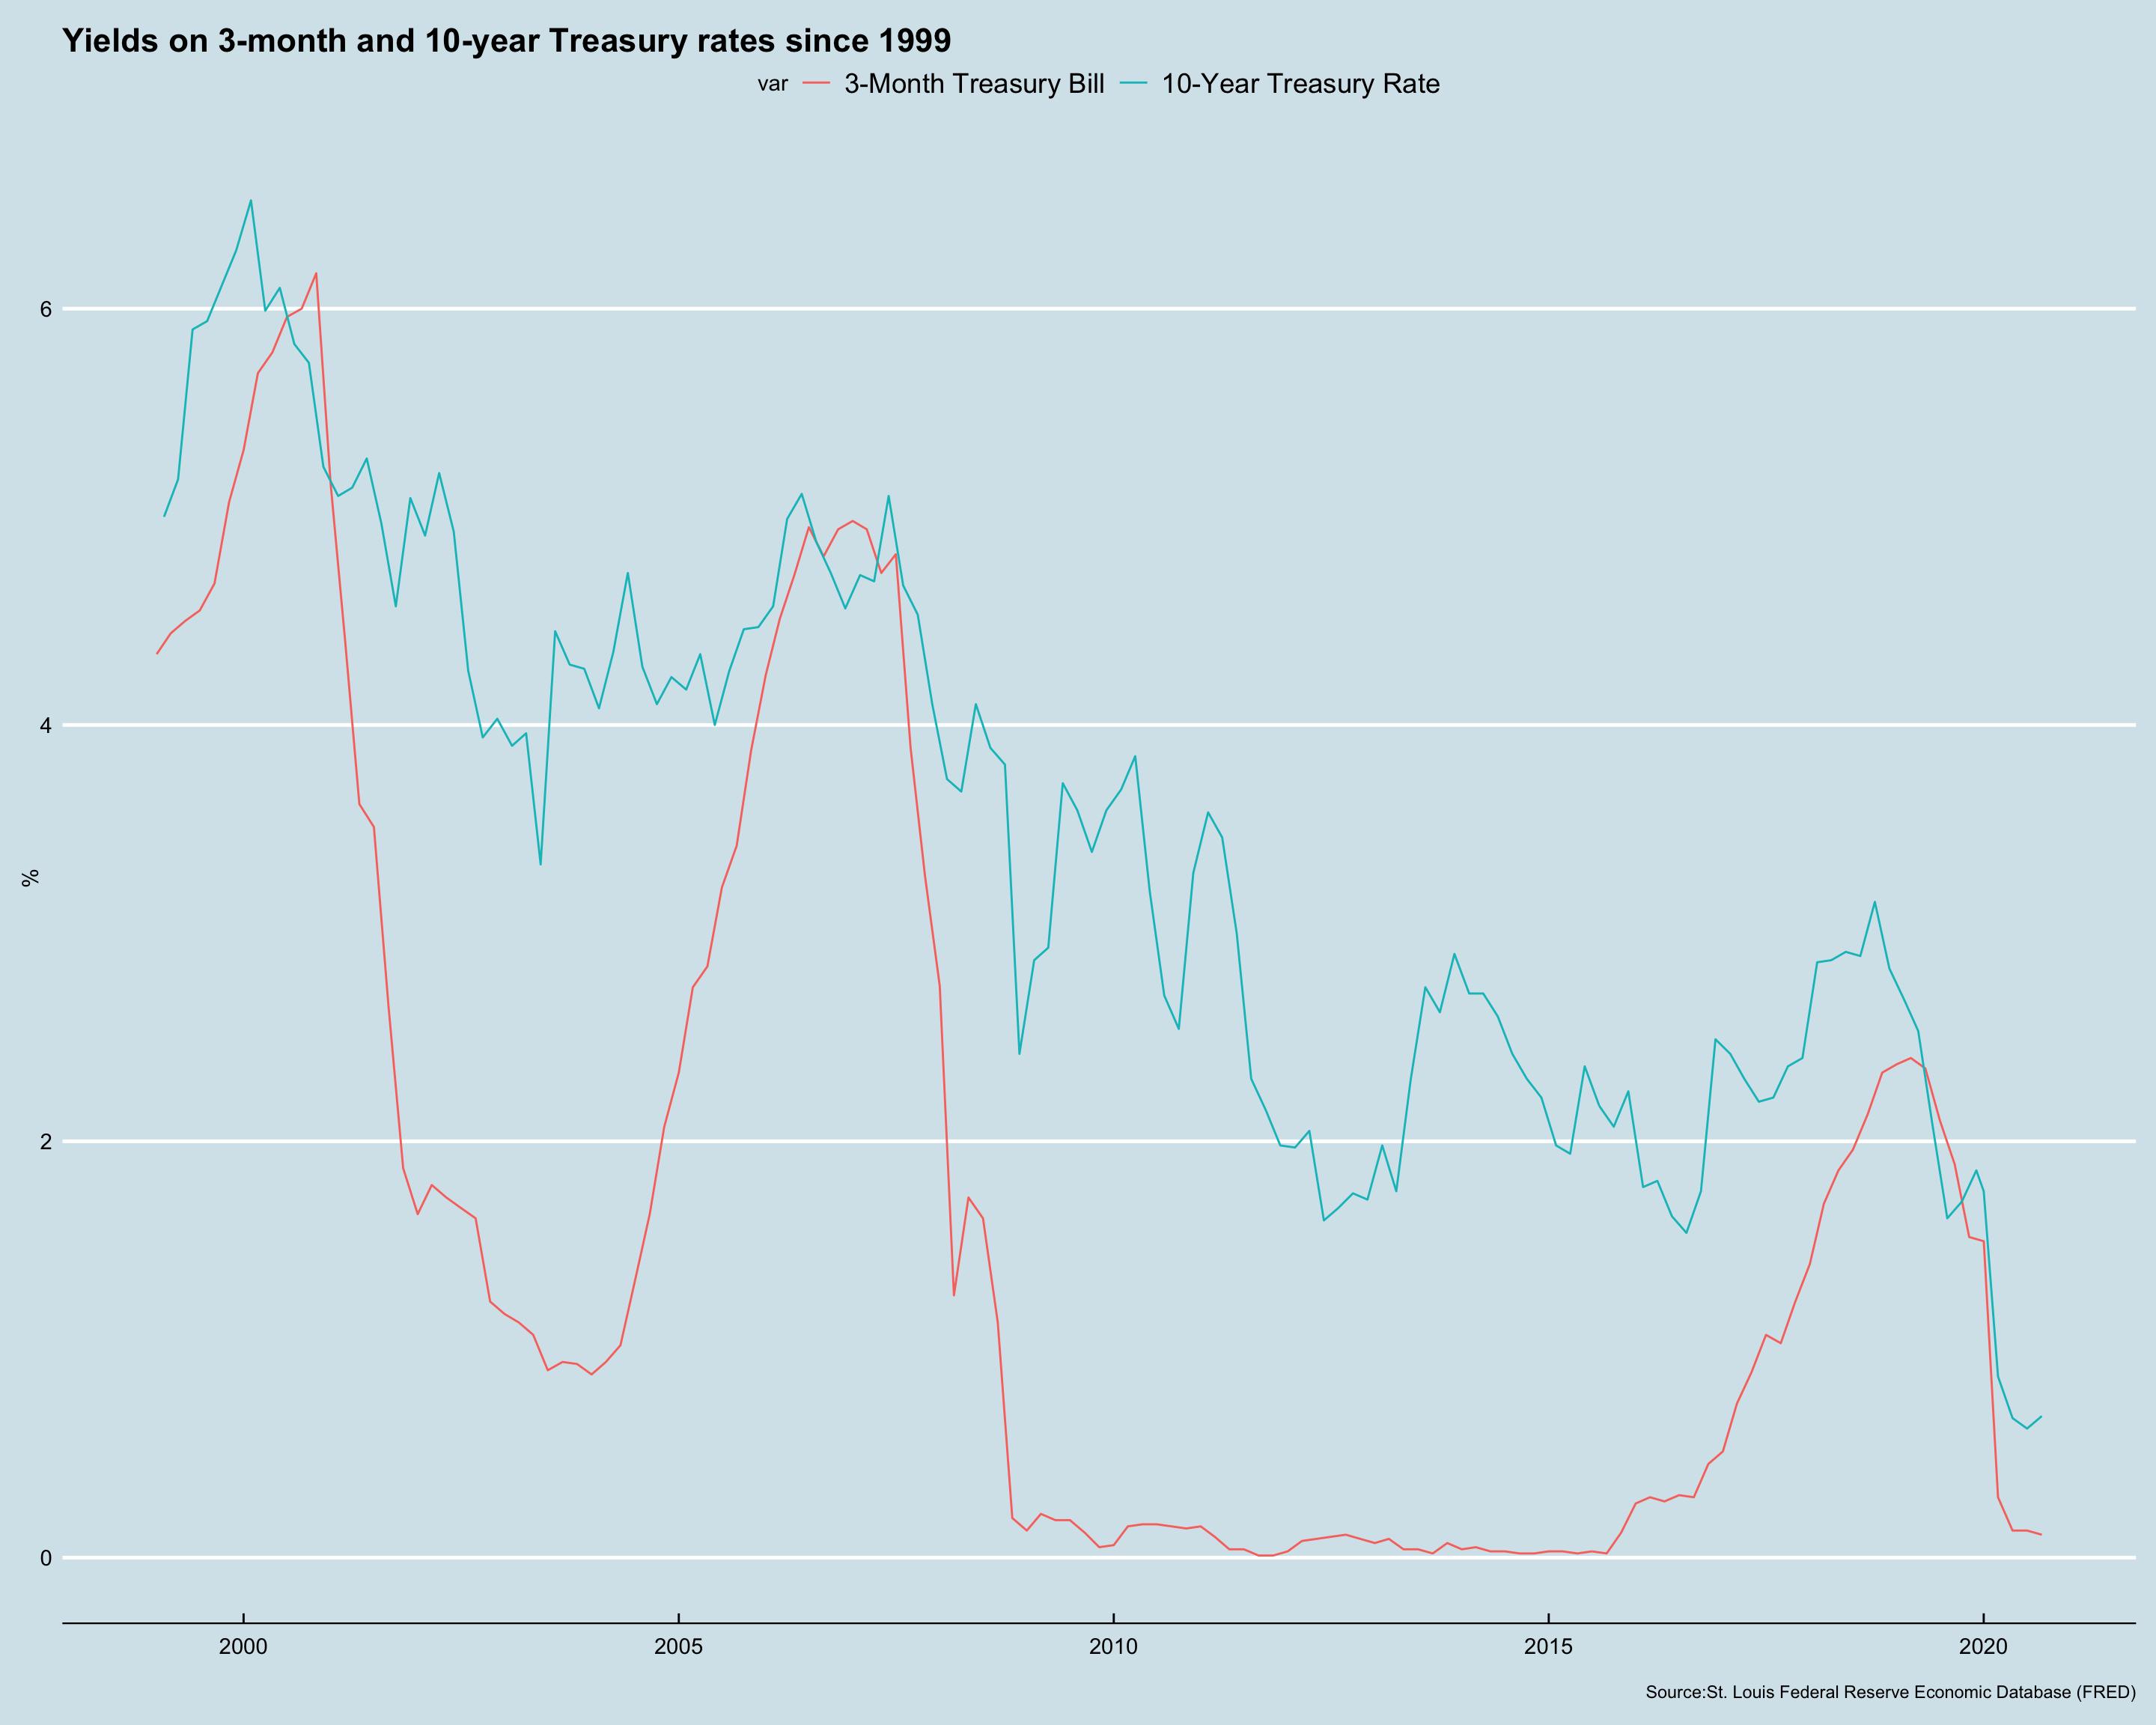 Yields on 3-month and 10-year Treasury rates since 1999
var 3-Month Treasury Bill 10-Year Treasury Rate
6
4
%
2
0
2000 2005 2010 2015 2020
Source:St. Louis Federal Reserve Economic Database (FRED)